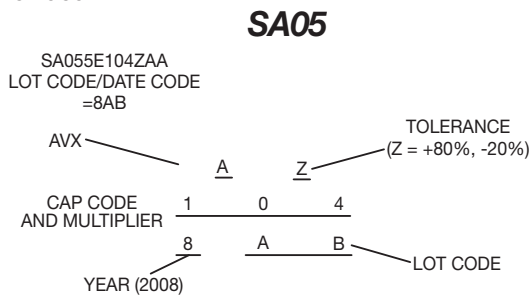 SA05
SA055E104ZAA
LOT CODE/DATE CODE
=8AB
AVX
A Z
TOLERANCE
(Z = +80%, -20%)
CAP CODE
AND MULTIPLIER
1 0 4
8 A B
LOT CODE
YEAR (2008)